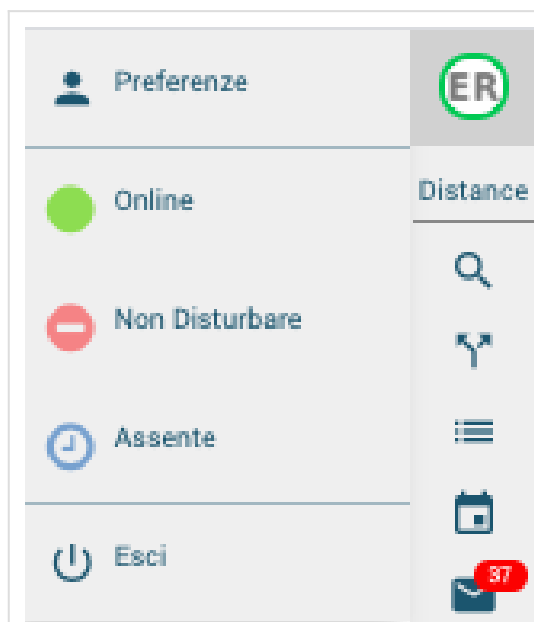 Preferenze
ER
Online
Distance
Non Disturbare
Assente
Esci
37